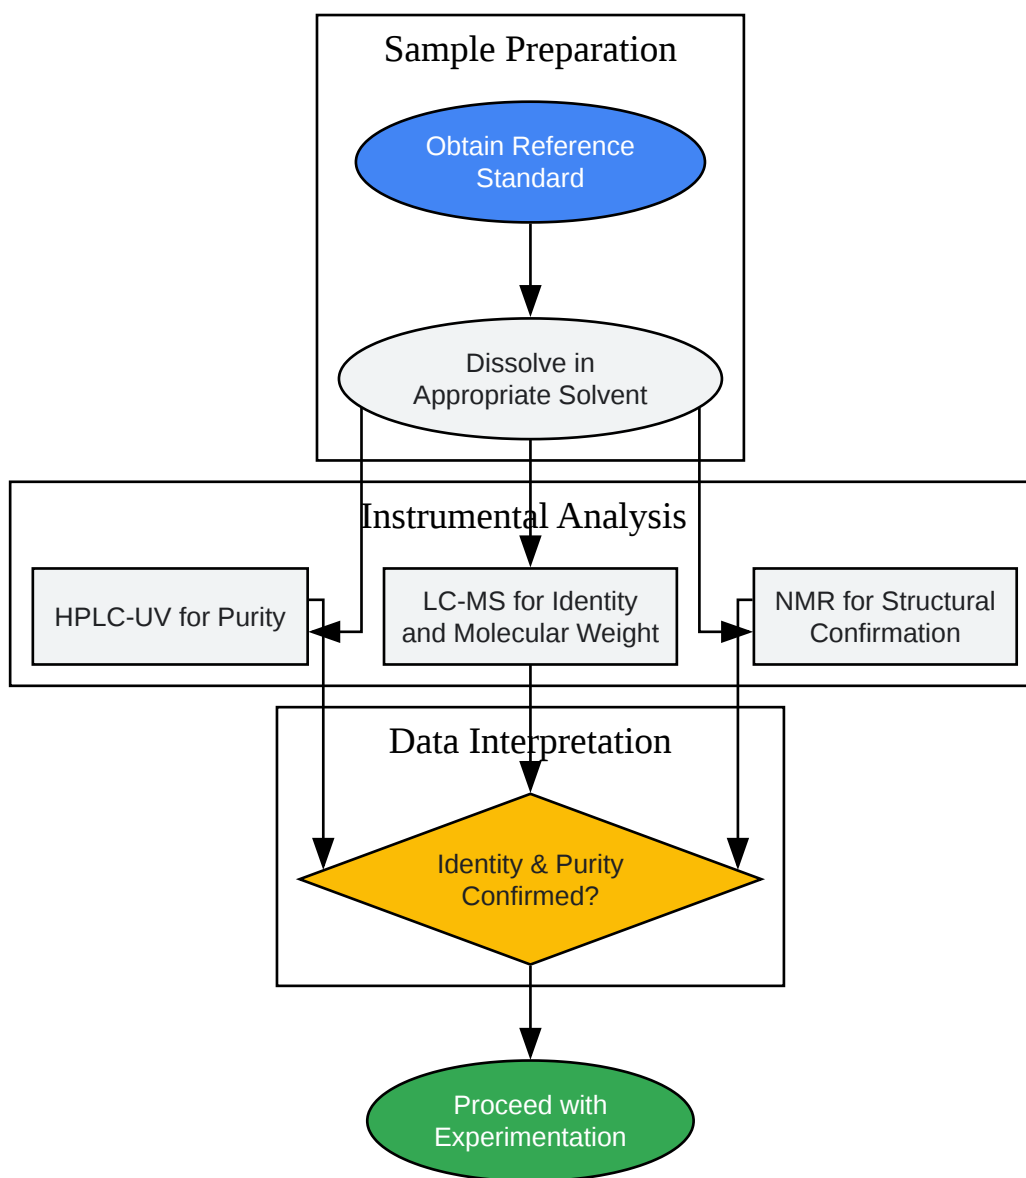 Sample Preparation
Obtain Reference
Standard
Dissolve in
Appropriate Solvent
Instrumental Analysis
HPLC-UV for Purity
LC-MS for Identity
and Molecular Weight
NMR for Structural
Confirmation
Data Interpretation
Identity & Purity
Confirmed?
Proceed with
Experimentation